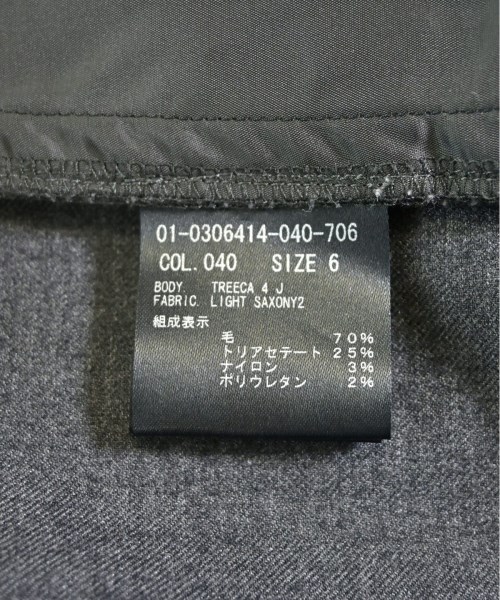 01-0306414-040-706
COL.040 SIZE 6
BODY. TREECA 4 J
FABRIC. LIGHT SAXONY2
組成表示
毛 70%
トリアセテート 25%
ナイロン 3%
ポリウレタン 2%